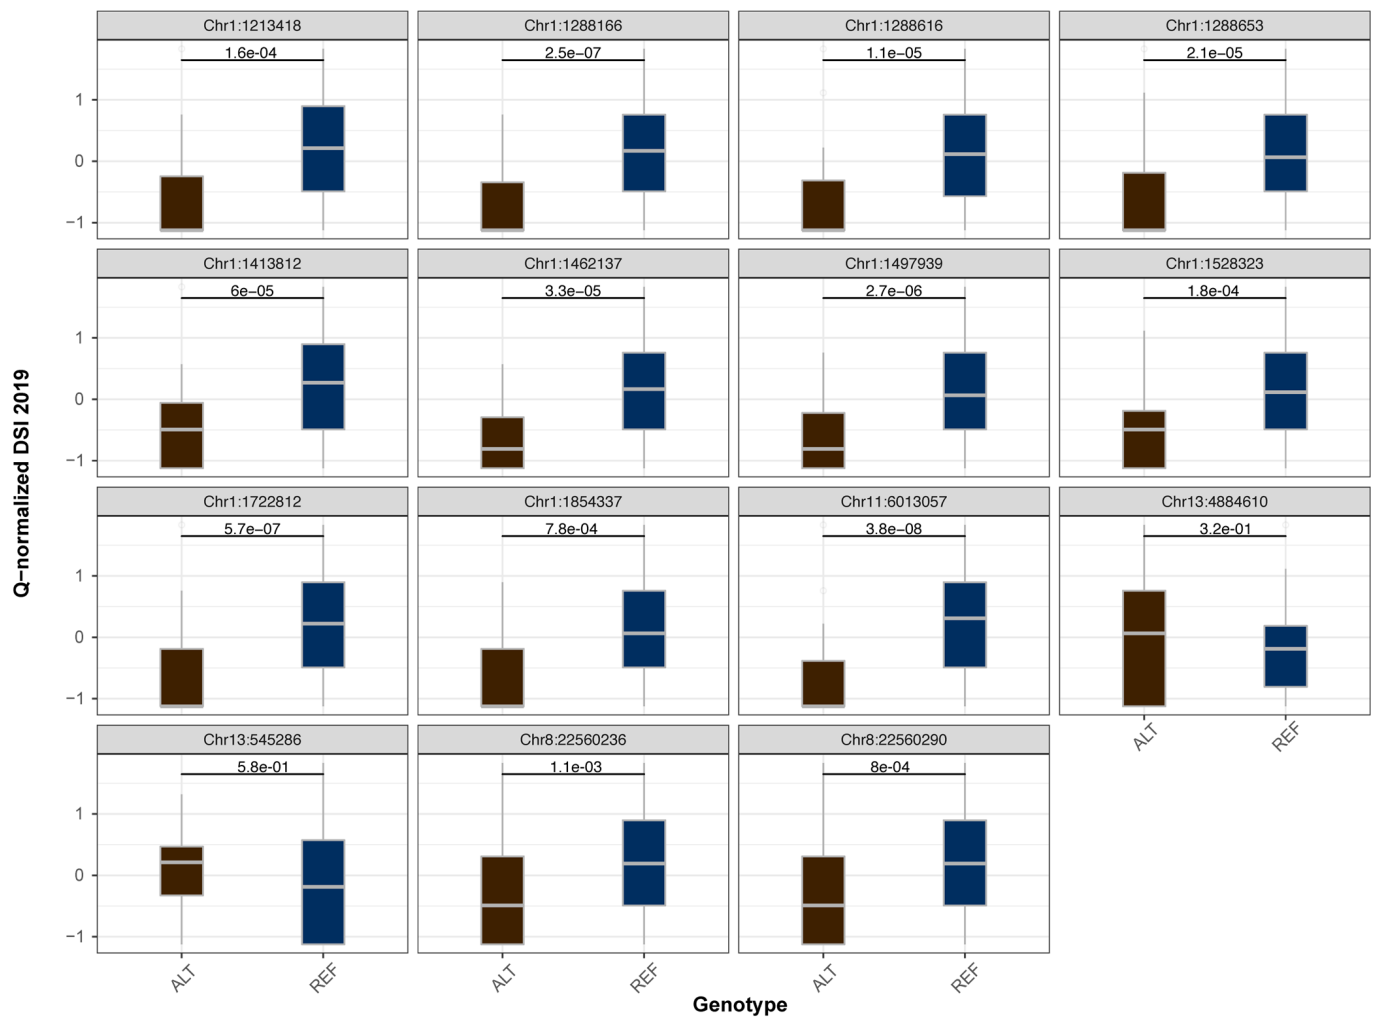 Chr1:1213418 Chr1:1288166 Chr1:1288616 Chr1:1288653
1.6e-04 2.5e−07 1.1e−05 2.1e−05
1
0
−1
Chr1:1413812 Chr1:1462137 Chr1:1497939 Chr1:1528323
6e−05 3.3e−05 2.7e−06 1.8e−04
1
0
−1
Chr1:1722812 Chr1:1854337 Chr11:6013057 Chr13:4884610
5.7e−07 7.8e−04 3.8e−08 3.2e-01
1
0
−1
ALT REF
Chr13:545286 Chr8:22560236 Chr8:22560290
5.8e−01 1.1e−03 8e−04
1
0
−1
ALT REF ALT REF ALT REF
Genotype
Q−normalized DSI 2019